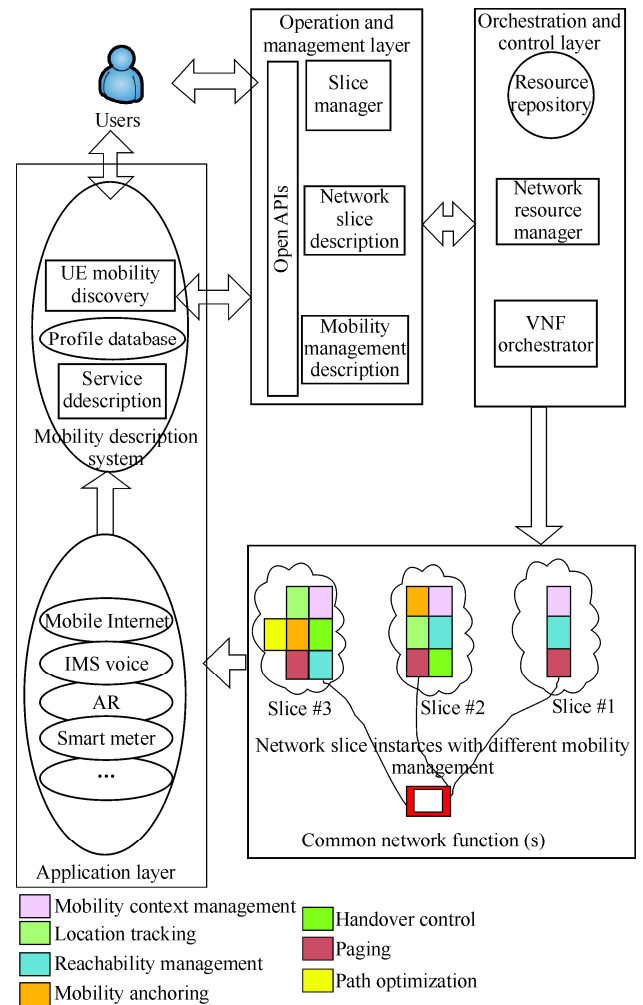 Operation and
management layer
Orchestration and
control layer
Users
Open APIs
Slice
manager
Network
slice
description
Mobility
management
description
Resource
repository
Network
resource
manager
VNF
orchestrator
UE mobility
discovery
Profile database
Service
ddescription
Mobility description
system
Mobile Internet
IMS voice
AR
Smart meter
...
Application layer
Slice #3
Slice #2
Slice #1
Network slice instarces with different mobility
management
Common network function (s)
Mobility context management
Location tracking
Reachability management
Mobility anchoring
Handover control
Paging
Path optimization